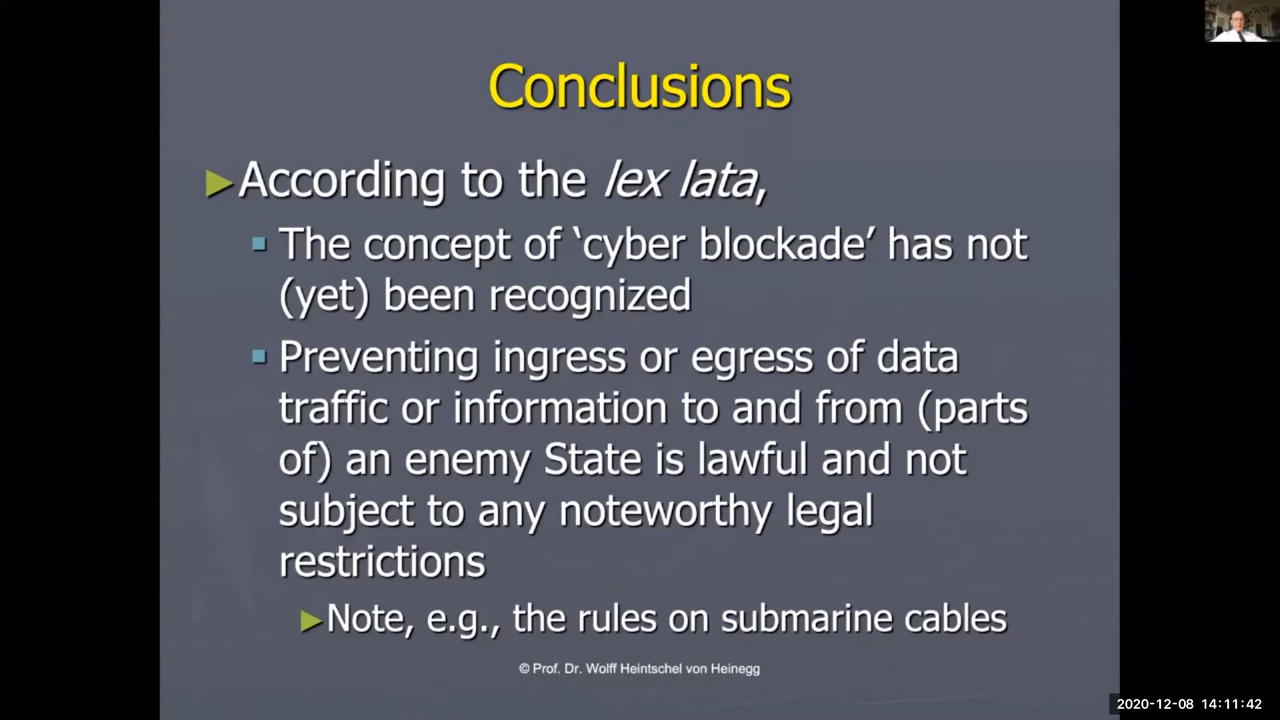 Conclusions
►According to the lex lata,
▪ The concept of ‘cyber blockade’ has not
(yet) been recognized
▪ Preventing ingress or egress of data
traffic or information to and from (parts
of) an enemy State is lawful and not
subject to any noteworthy legal
restrictions
►Note, e.g., the rules on submarine cables
© Prof. Dr. Wolff Heintschel von Heinegg
2020-12-08 14:11:42